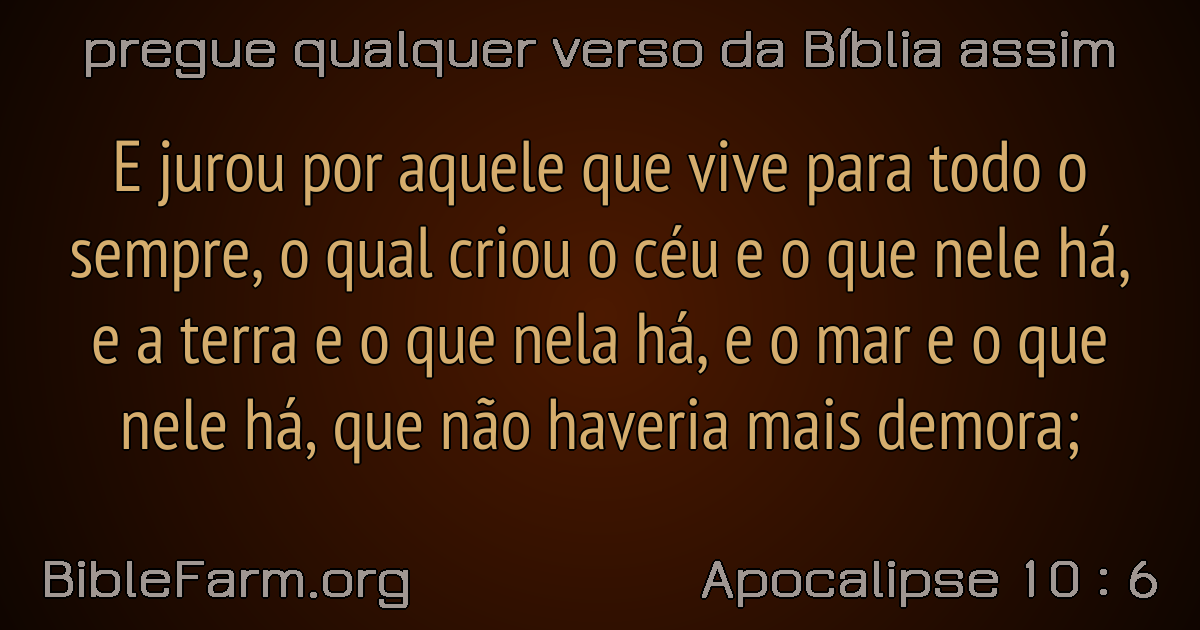 pregue qualquer verso da Bíblia assim
E jurou por aquele que vive para todo o
sempre, o qual criou o céu e o que nele há,
e a terra e o que nela há, e o mar e o que
nele há, que não haveria mais demora;
BibleFarm.org
Apocalipse 10 : 6